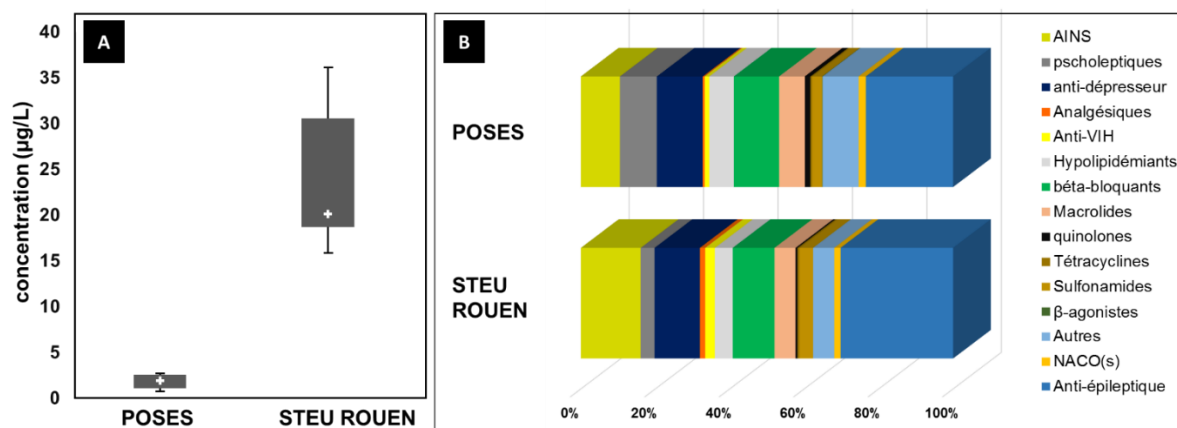 A
40
35
30
25
20
15
10
5
0
concentration (µg/L)
POSES
STEU ROUEN
B
POSES
STEU
ROUEN
0%
20%
40%
60%
80%
100%
AINS
pscholeptiques
anti-dépresseur
Analgésiques
Anti-VIH
Hypolipidémiants
béta-bloquants
Macrolides
quinolones
Tétracyclines
Sulfonamides
β-agonistes
Autres
NACO(s)
Anti-épileptique